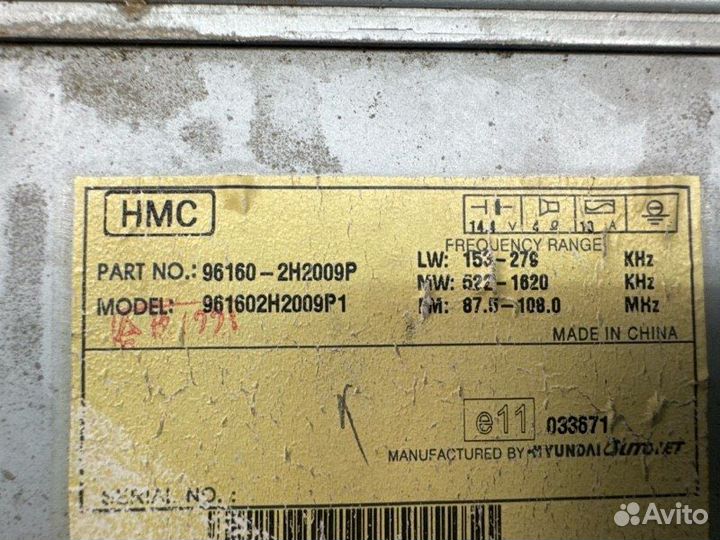 HMC
14.4 V 4 Ω 10 A
FREQUENCY RANGE
PART NO.: 96160-2H2009P
LW: 153-279 KHz
MW: 522-1620 KHz
MODEL: 961602H2009P1
FM: 87.5-108.0 MHz
MADE IN CHINA
e11 033671
MANUFACTURED BY HYUNDAI AUTONET
SERIAL NO.:
Avito